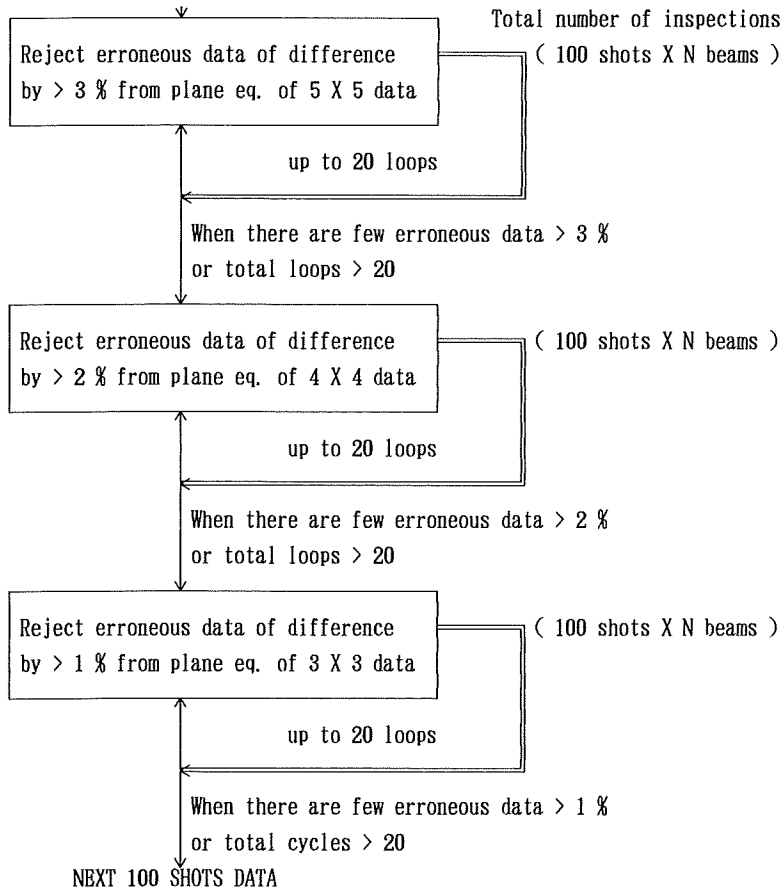 Total number of inspections
Reject erroneous data of difference
by > 3 % from plane eq. of 5 X 5 data
( 100 shots X N beams )
up to 20 loops
When there are few erroneous data > 3 %
or total loops > 20
Reject erroneous data of difference
by > 2 % from plane eq. of 4 X 4 data
( 100 shots X N beams )
up to 20 loops
When there are few erroneous data > 2 %
or total loops > 20
Reject erroneous data of difference
by > 1 % from plane eq. of 3 X 3 data
( 100 shots X N beams )
up to 20 loops
When there are few erroneous data > 1 %
or total cycles > 20
NEXT 100 SHOTS DATA